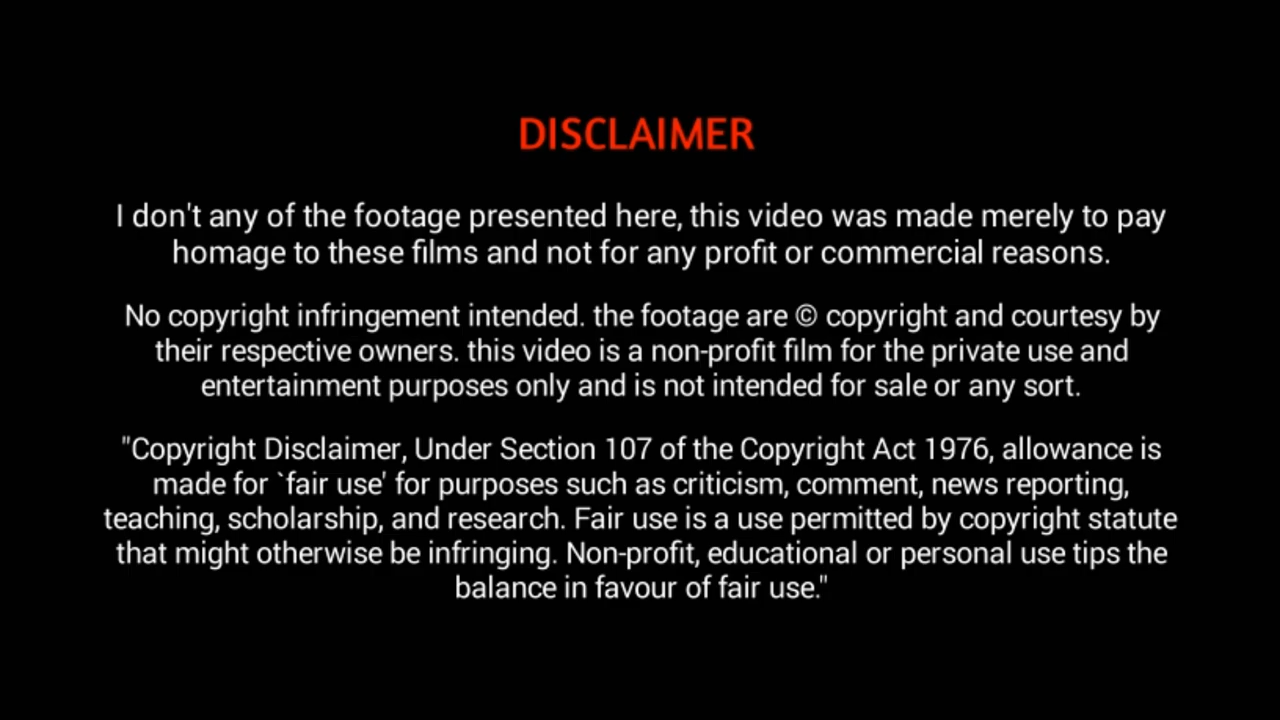 DISCLAIMER
I don't any of the footage presented here, this video was made merely to pay
homage to these films and not for any profit or commercial reasons.
No copyright infringement intended. the footage are © copyright and courtesy by
their respective owners. this video is a non-profit film for the private use and
entertainment purposes only and is not intended for sale or any sort.
"Copyright Disclaimer, Under Section 107 of the Copyright Act 1976, allowance is
made for `fair use' for purposes such as criticism, comment, news reporting,
teaching, scholarship, and research. Fair use is a use permitted by copyright statute
that might otherwise be infringing. Non-profit, educational or personal use tips the
balance in favour of fair use."